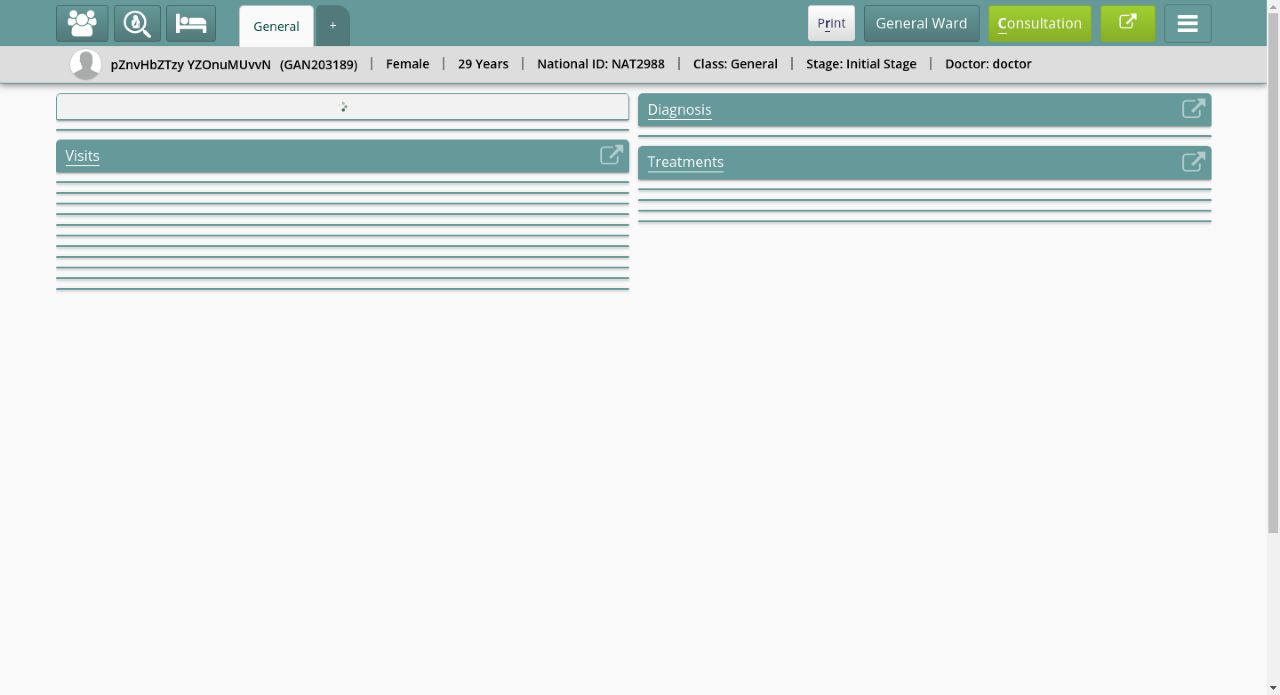 General
+
Print
General Ward
Consultation
pZnvHbZTzy YZOnuMUvvN (GAN203189) | Female | 29 Years | National ID: NAT2988 | Class: General | Stage: Initial Stage | Doctor: doctor
Diagnosis
Visits
Treatments